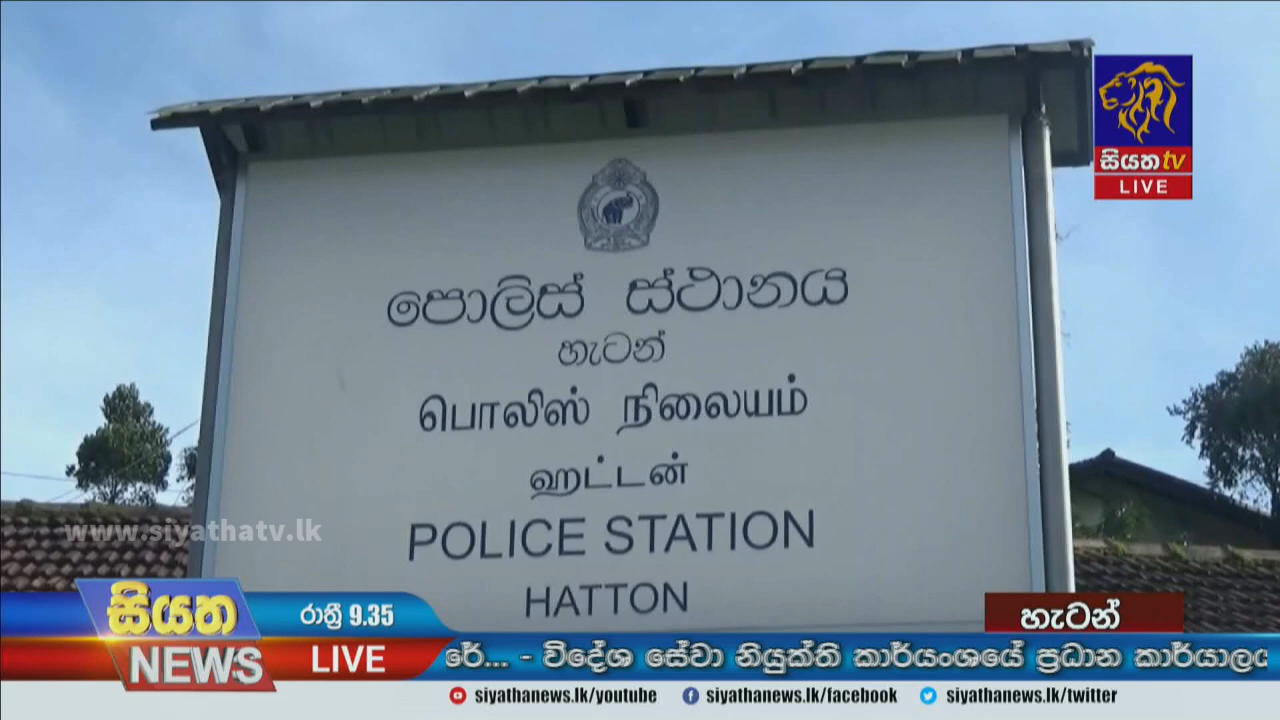 සියත tv
LIVE
පොලිස් ස්ථානය
හැටන්
பொலிஸ் நிலையம்
ஹட்டன்
POLICE STATION
HATTON
www.siyathatv.lk
සියත
NEWS
රාත්‍රී 9.35
LIVE
හැටන්
රේ... - විදේශ සේවා නියුක්ති කාර්යංශයේ ප්‍රධාන කාර්යාලය
siyathanews.lk/youtube
siyathanews.lk/facebook
siyathanews.lk/twitter